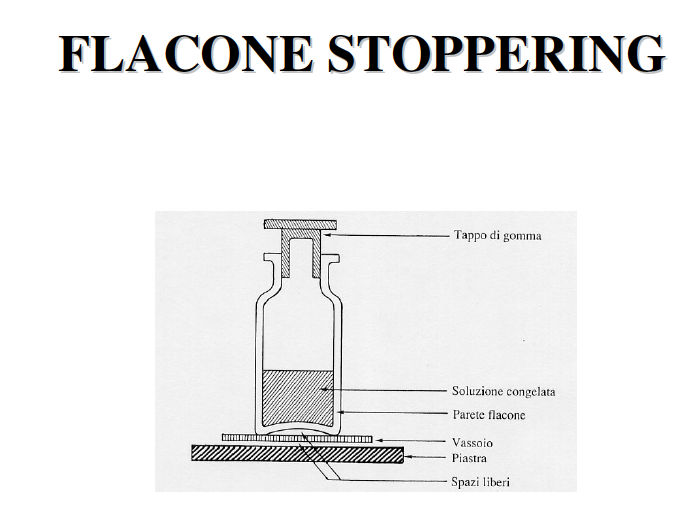 FLACONE STOPPERING
Tappo di gomma
Soluzione congelata
Parete flacone
Vassoio
Piastra
Spazi liberi